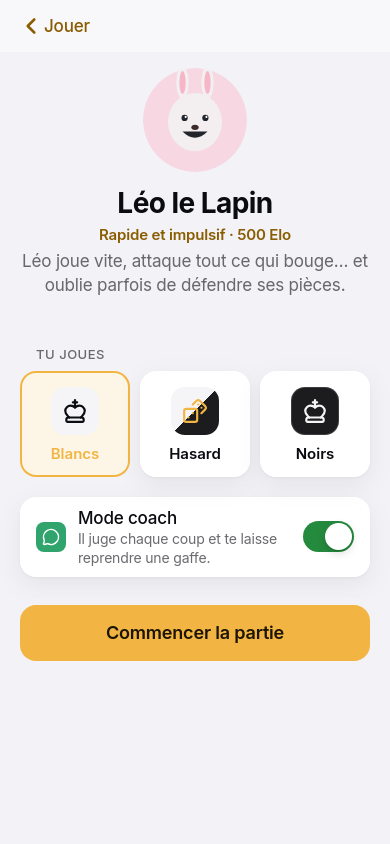 Jouer
Léo le Lapin
Rapide et impulsif · 500 Elo
Léo joue vite, attaque tout ce qui bouge… et
oublie parfois de défendre ses pièces.
TU JOUES
Blancs
Hasard
Noirs
Mode coach
Il juge chaque coup et te laisse
reprendre une gaffe.
Commencer la partie